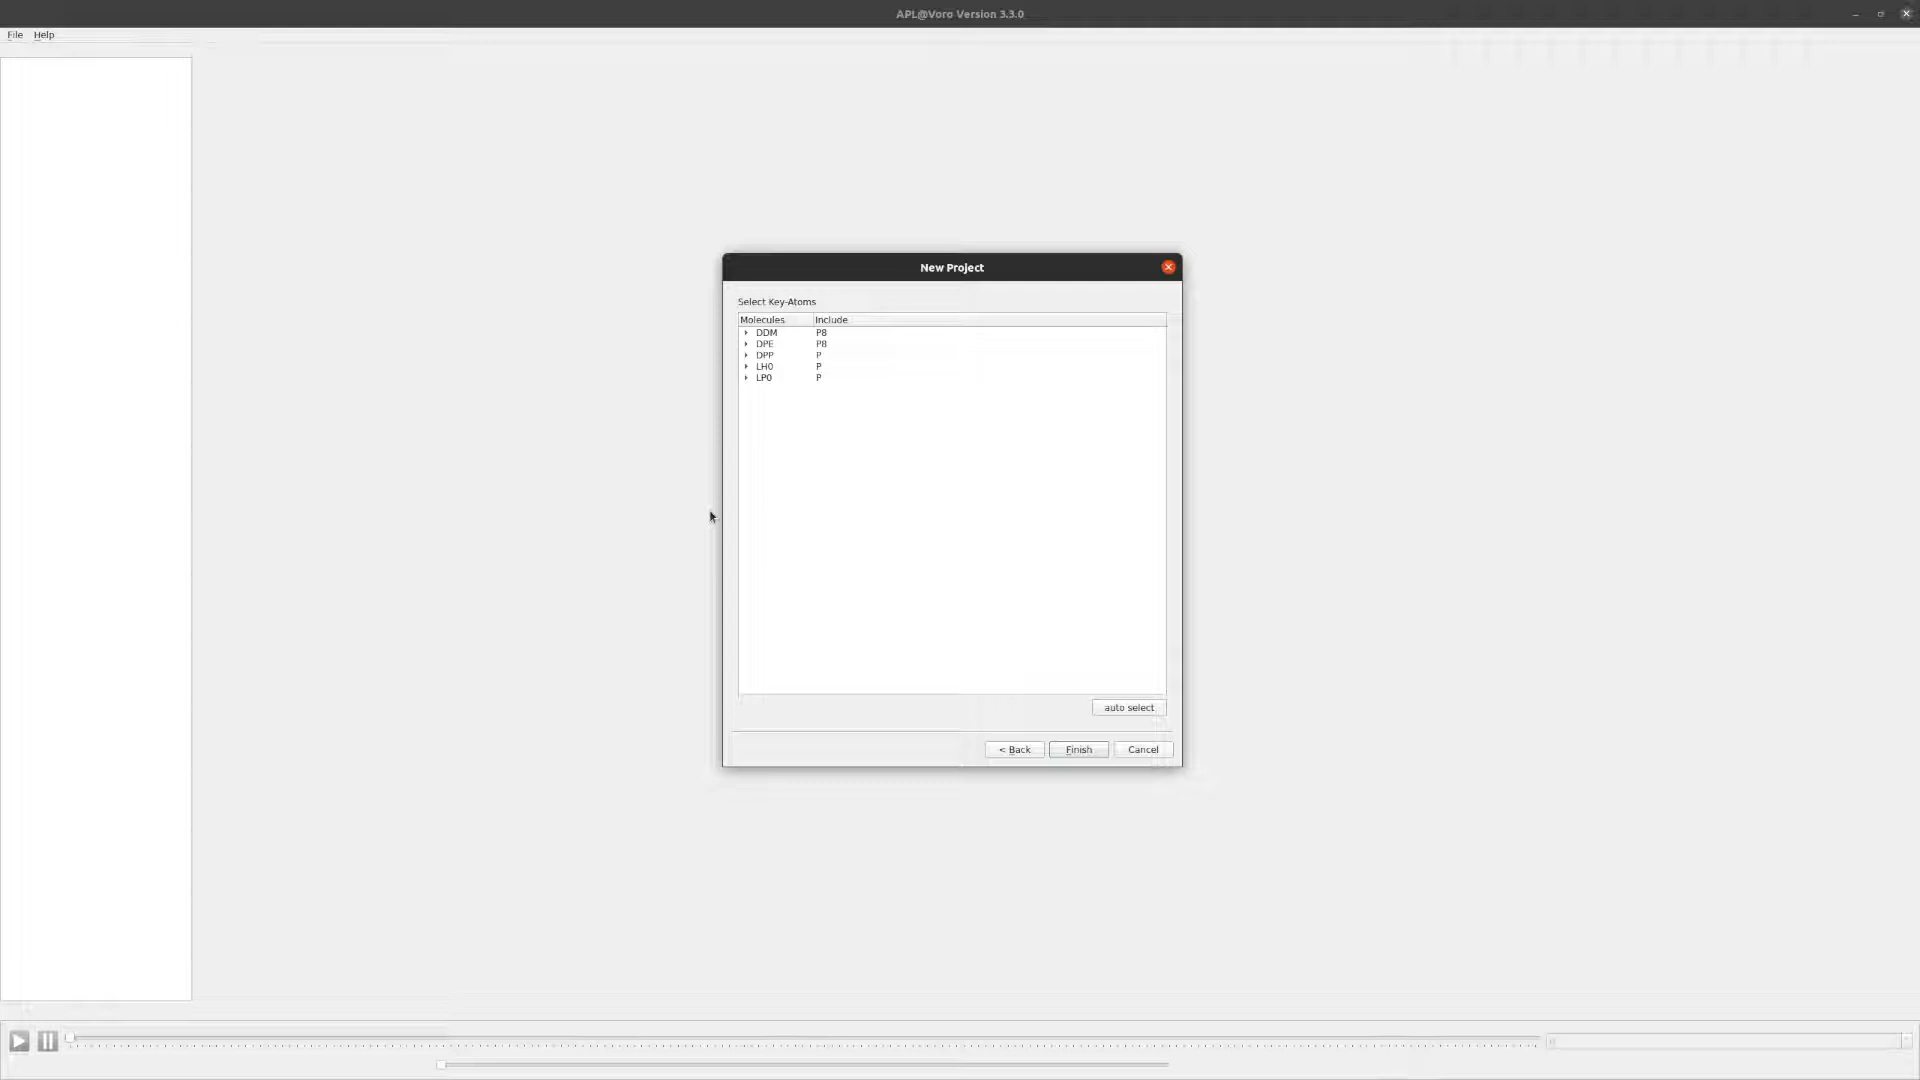 APL@Voro Version 3.3.0
File Help
New Project
Select Key-Atoms
Molecules Include
DDM P8
DPE P8
DPP P
LH0 P
LP0 P
auto select
< Back Finish Cancel